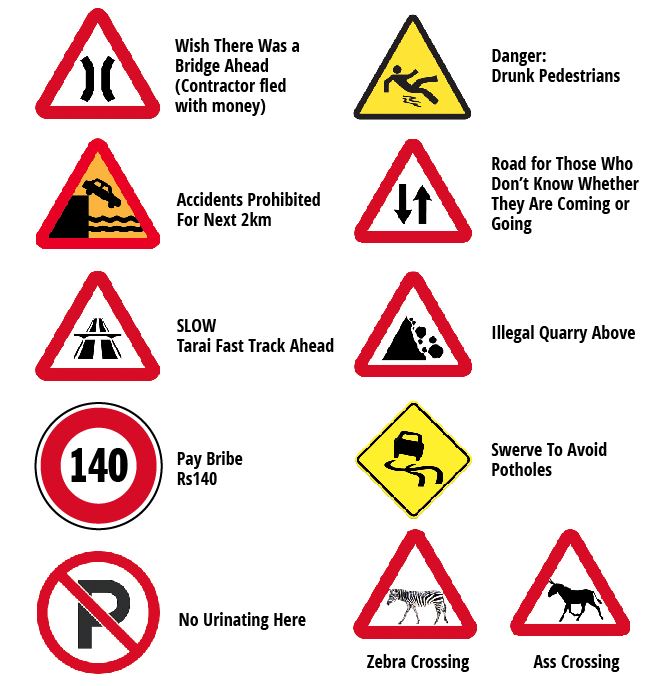 Wish There Was a
Bridge Ahead
(Contractor fled
with money)
Danger:
Drunk Pedestrians
Accidents Prohibited
For Next 2km
Road for Those Who
Don’t Know Whether
They Are Coming or
Going
SLOW
Tarai Fast Track Ahead
Illegal Quarry Above
140
Pay Bribe
Rs140
Swerve To Avoid
Potholes
P
No Urinating Here
Zebra Crossing
Ass Crossing